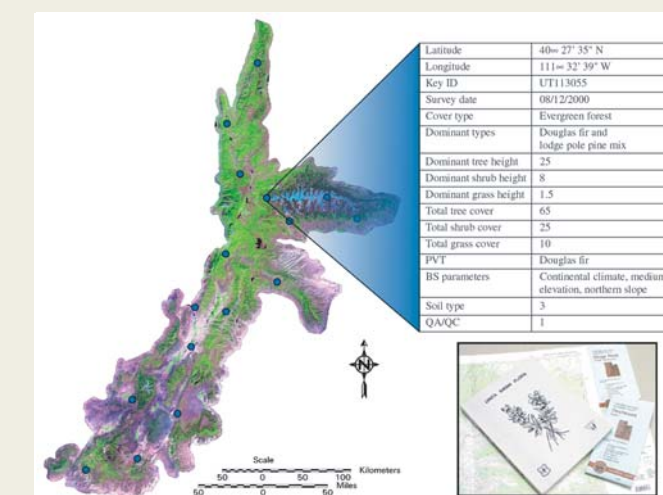 Latitude 40∞ 27' 35" N
Longitude 111∞ 32' 39" W
Key ID UT113055
Survey date 08/12/2000
Cover type Evergreen forest
Dominant types Douglas fir and
lodge pole pine mix
Dominant tree height 25
Dominant shrub height 8
Dominant grass height 1.5
Total tree cover 65
Total shrub cover 25
Total grass cover 10
PVT Douglas fir
BS parameters Continental climate, medium
elevation, northern slope
Soil type 3
QA/QC 1
N
Scale
50 0 50 100 Kilometers
Miles
50 0 50
UINTA BASIN FLORA